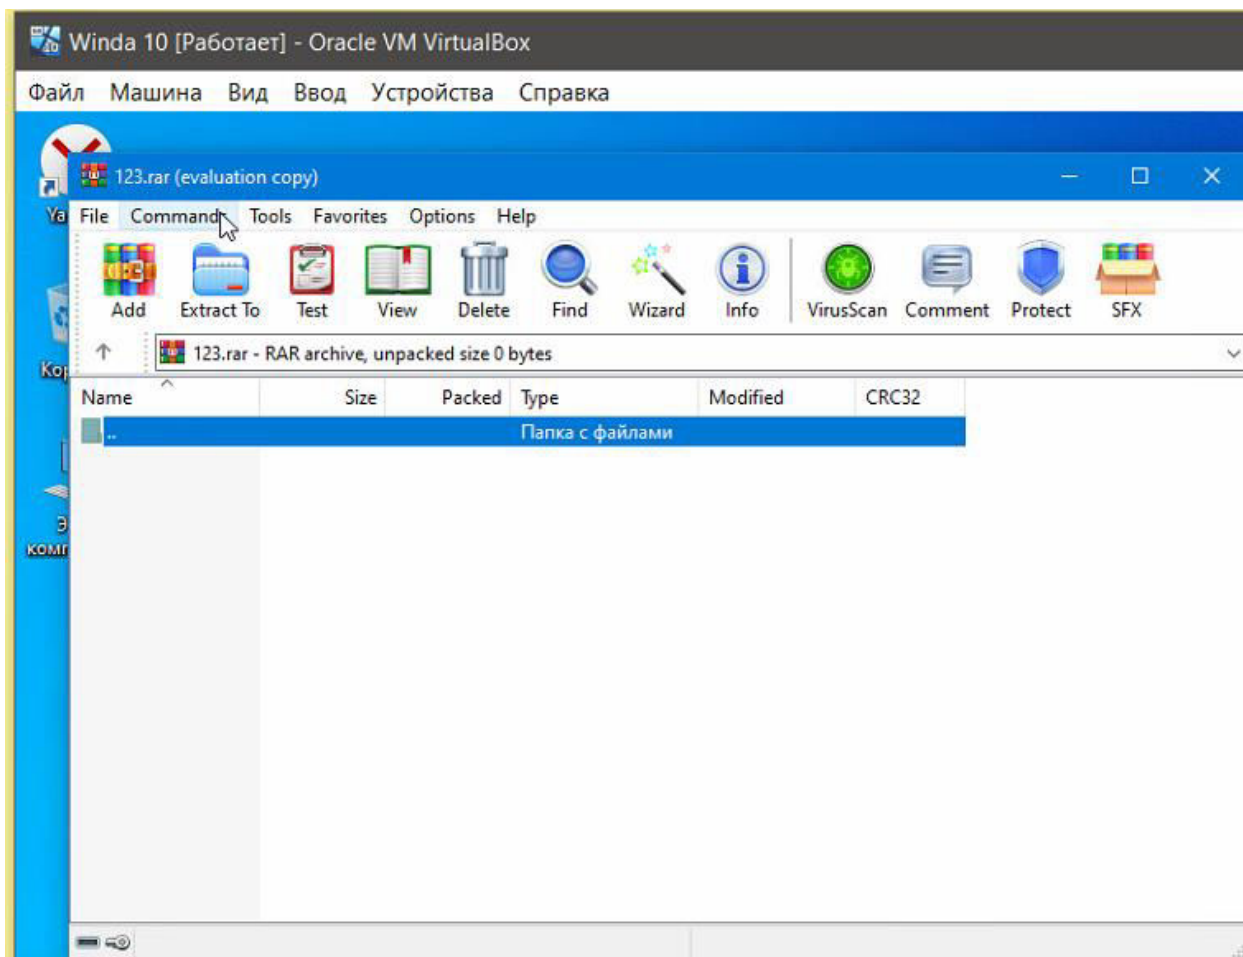 Winda 10 [Работает] - Oracle VM VirtualBox
Файл Машина Вид Ввод Устройства Справка
123.rar (evaluation copy)
File Commands Tools Favorites Options Help
Add Extract To Test View Delete Find Wizard Info VirusScan Comment Protect SFX
123.rar - RAR archive, unpacked size 0 bytes
Name Size Packed Type Modified CRC32
.. Папка с файлами